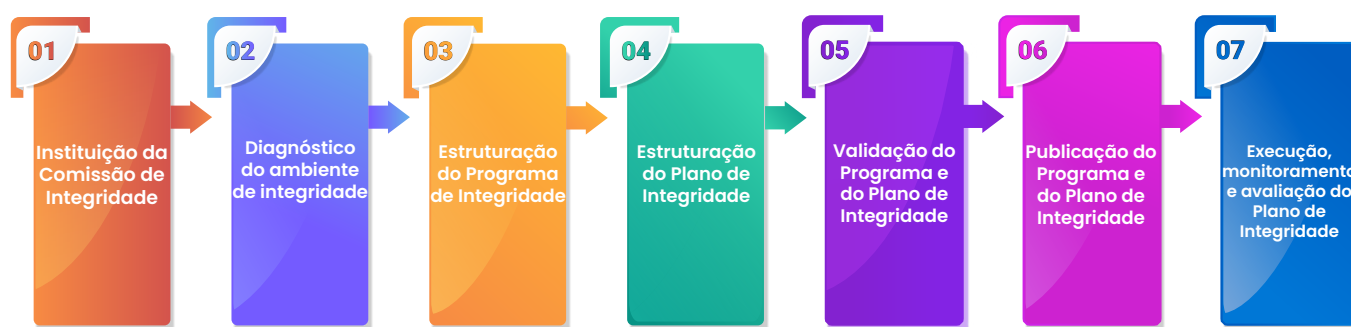 01
Instituição da
Comissão de
Integridade
02
Diagnóstico
do ambiente
de integridade
03
Estruturação
do Programa
de Integridade
04
Estruturação
do Plano de
Integridade
05
Validação do
Programa e
do Plano de
Integridade
06
Publicação do
Programa e
do Plano de
Integridade
07
Execução,
monitoramento
e avaliação do
Plano de
Integridade